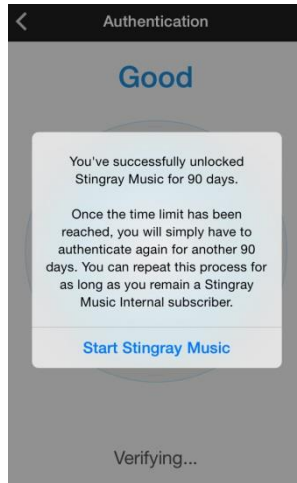 Authentication
Good
You've successfully unlocked
Stingray Music for 90 days.
Once the time limit has been
reached, you will simply have to
authenticate again for another 90
days. You can repeat this process for
as long as you remain a Stingray
Music Internal subscriber.
Start Stingray Music
Verifying...